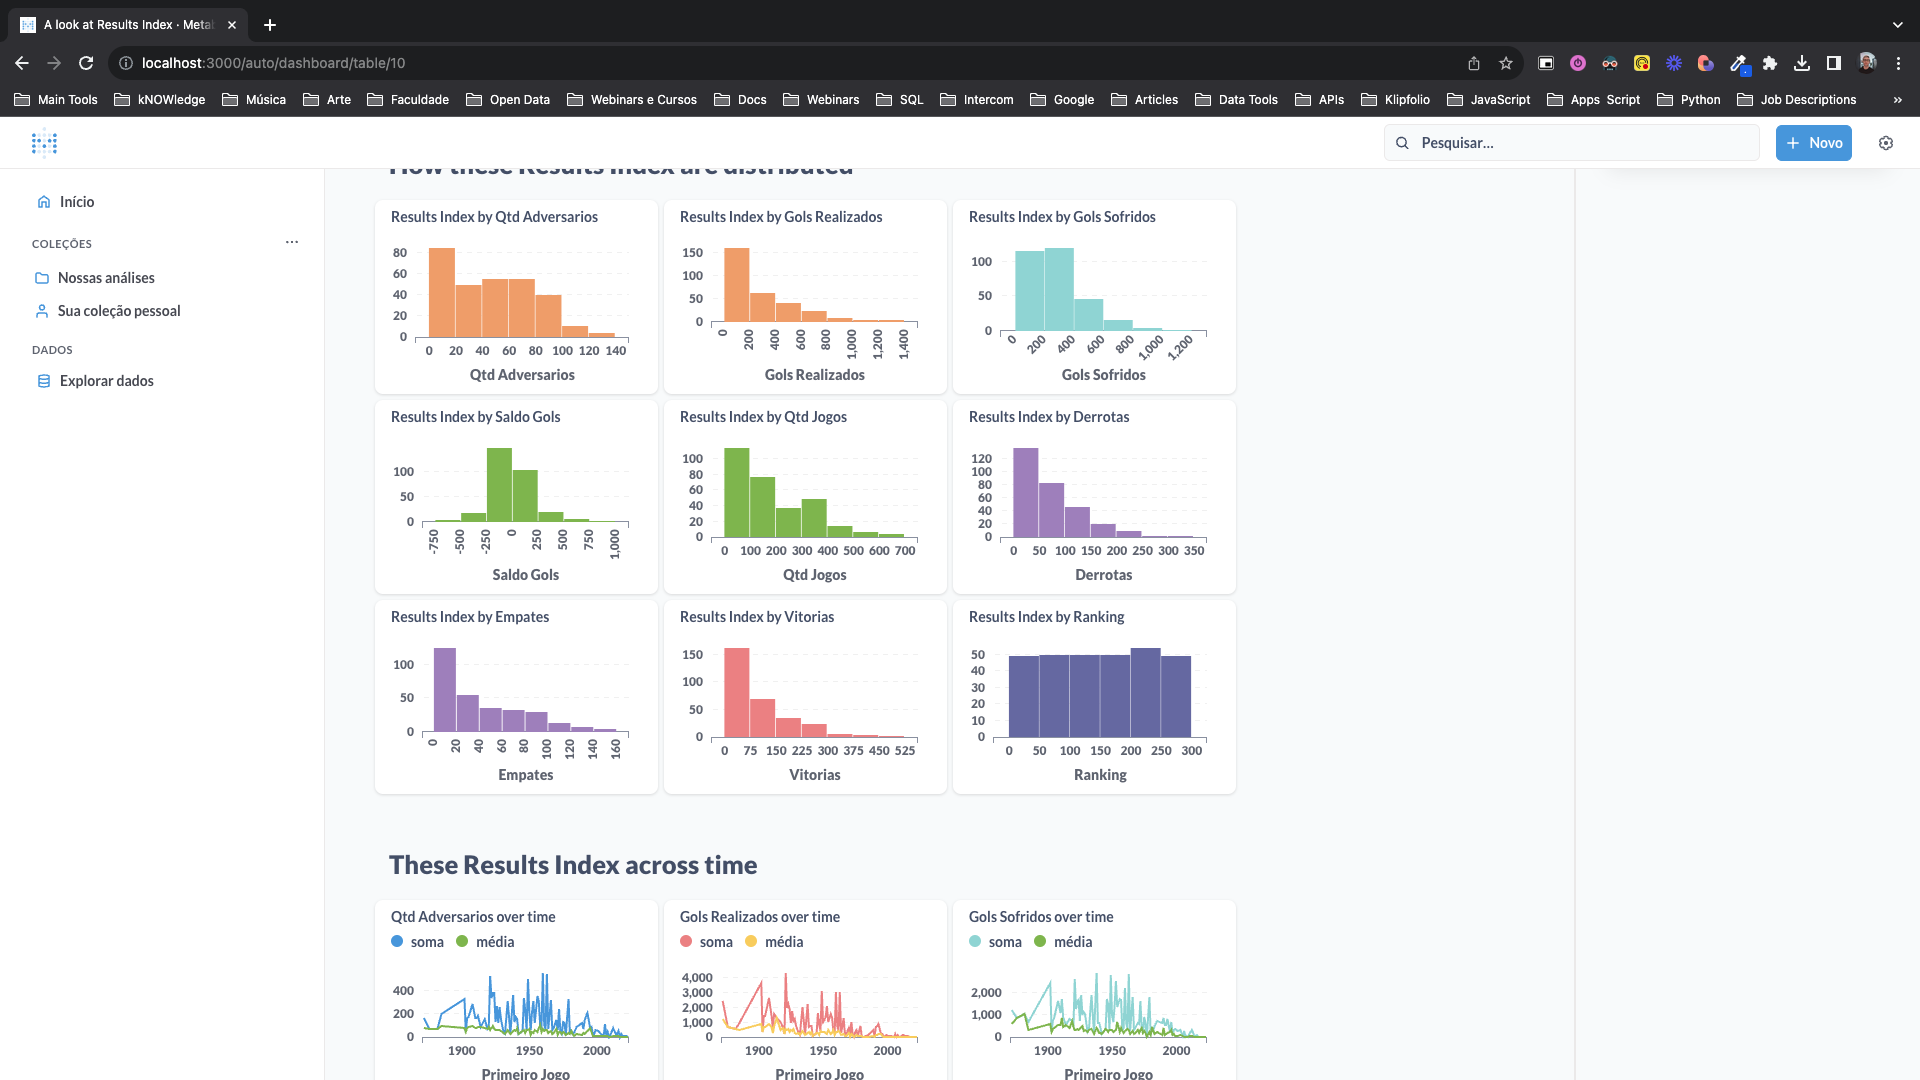 A look at Results Index · Metab
localhost:3000/auto/dashboard/table/10
Main Tools kNOWledge Música Arte Faculdade Open Data Webinars e Cursos Docs Webinars SQL Intercom Google Articles Data Tools APIs Klipfolio JavaScript Apps Script Python Job Descriptions »
Pesquisar...
+ Novo
Início
COLEÇÕES
...
Nossas análises
Sua coleção pessoal
DADOS
Explorar dados
How these Results Index are distributed
Results Index by Qtd Adversarios
80
60
40
20
0
0 20 40 60 80 100 120 140
Qtd Adversarios
Results Index by Gols Realizados
150
100
50
0
0 200 400 600 800 1,000 1,200 1,400
Gols Realizados
Results Index by Gols Sofridos
100
50
0
0 200 400 600 800 1,000 1,200
Gols Sofridos
Results Index by Saldo Gols
100
50
0
-750 -500 -250 0 250 500 750 1,000
Saldo Gols
Results Index by Qtd Jogos
100
80
60
40
20
0
0 100 200 300 400 500 600 700
Qtd Jogos
Results Index by Derrotas
120
100
80
60
40
20
0
0 50 100 150 200 250 300 350
Derrotas
Results Index by Empates
100
50
0
0 20 40 60 80 100 120 140 160
Empates
Results Index by Vitorias
150
100
50
0
0 75 150 225 300 375 450 525
Vitorias
Results Index by Ranking
50
40
30
20
10
0
0 50 100 150 200 250 300
Ranking
These Results Index across time
Qtd Adversarios over time
soma média
400
200
0
1900 1950 2000
Primeiro Jogo
Gols Realizados over time
soma média
4,000
3,000
2,000
1,000
0
1900 1950 2000
Primeiro Jogo
Gols Sofridos over time
soma média
2,000
1,000
0
1900 1950 2000
Primeiro Jogo